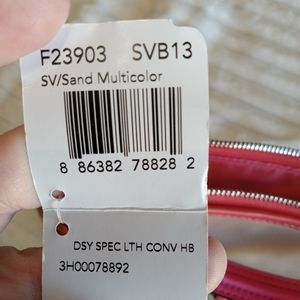 F23903 SVB13
SV/Sand Multicolor
8 86382 78828 2
DSY SPEC LTH CONV HB
3H00078892